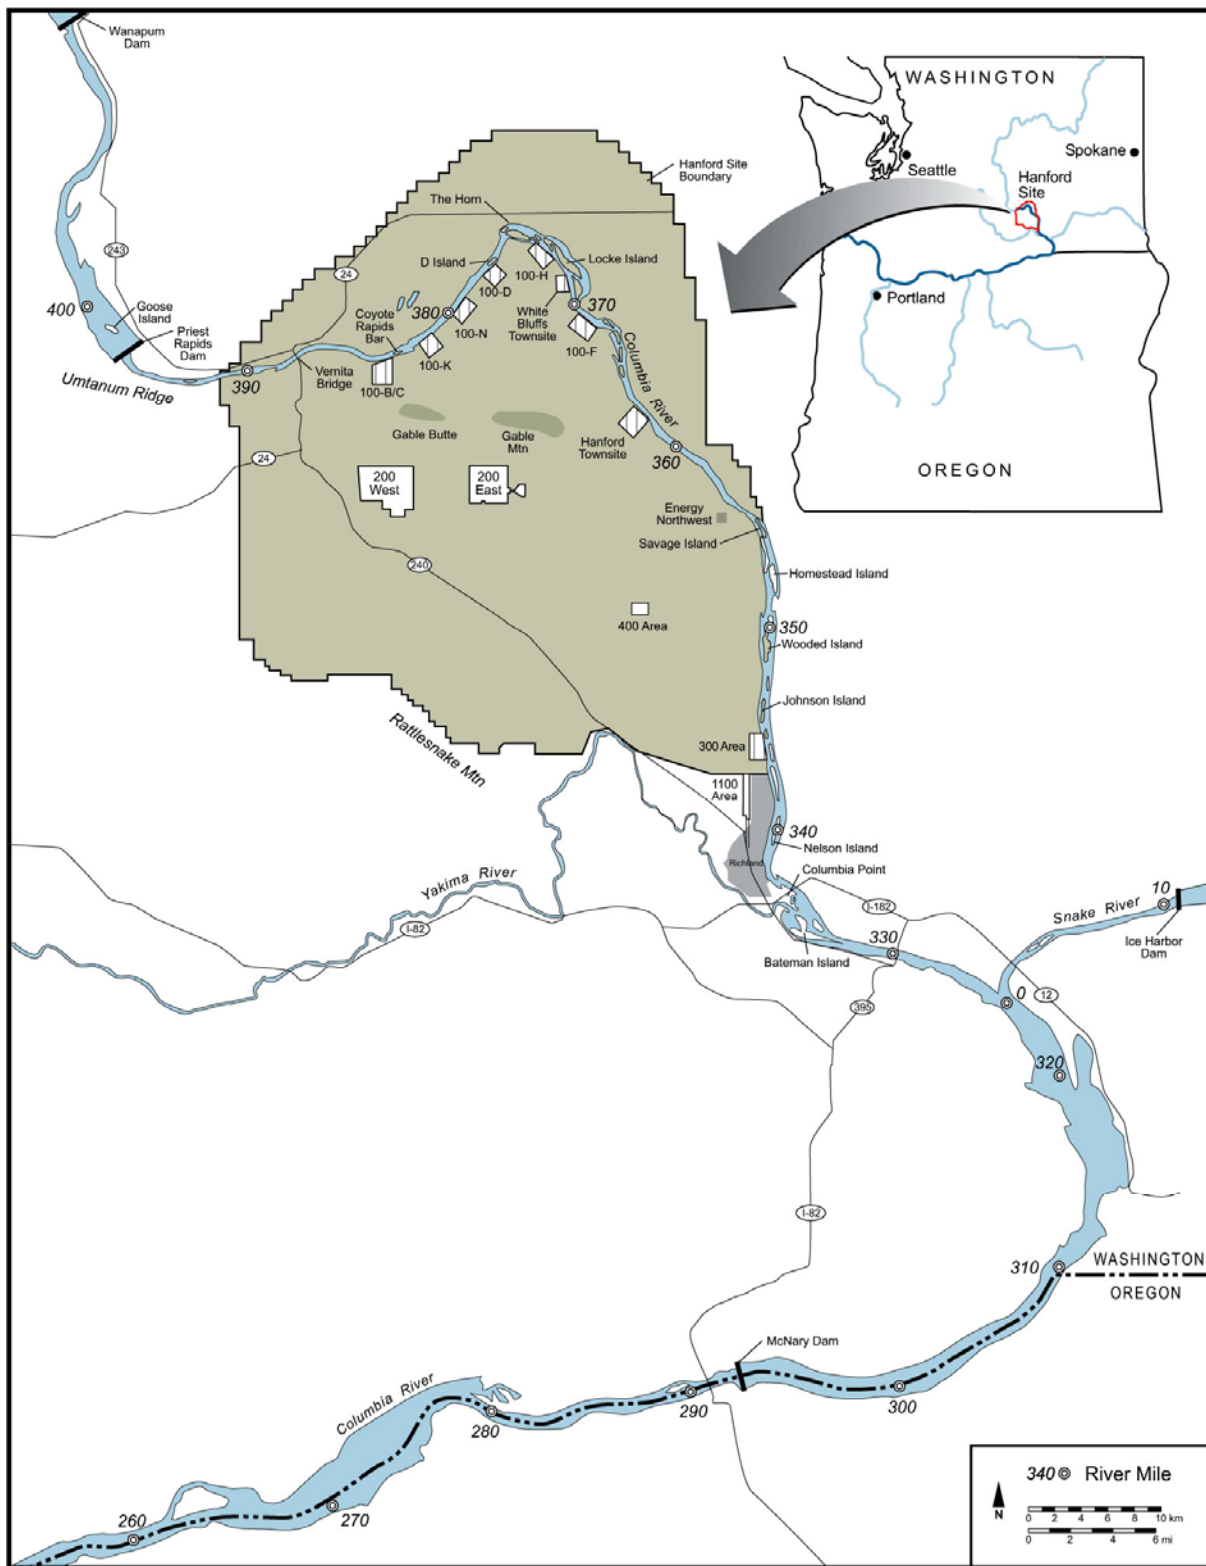 Wanapum
Dam
WASHINGTON
Seattle
Spokane
Hanford
Site
Portland
OREGON
Hanford Site
Boundary
The Horn
243
24
D Island
100-H
Locke Island
100-D
400
Goose
Island
Priest
Rapids
Dam
Coyote
Rapids
Bar
380
100-N
White
Bluffs
Townsite
370
100-F
Columbia River
Umtanum Ridge
390
Vernita
Bridge
100-K
100-B/C
Gable Butte
Gable
Mtn
Hanford
Townsite
360
24
200
West
200
East
Energy
Northwest
Savage Island
240
Homestead Island
400 Area
350
Wooded Island
Johnson Island
Rattlesnake Mtn
300 Area
1100
Area
340
Nelson Island
Richland
Columbia Point
Yakima River
I-82
I-182
10
Snake River
Ice Harbor
Dam
330
Bateman Island
0
12
395
320
I-82
310
WASHINGTON
OREGON
McNary Dam
Columbia River
290
300
280
270
260
340 River Mile
N
0 2 4 6 8 10 km
0 2 4 6 mi